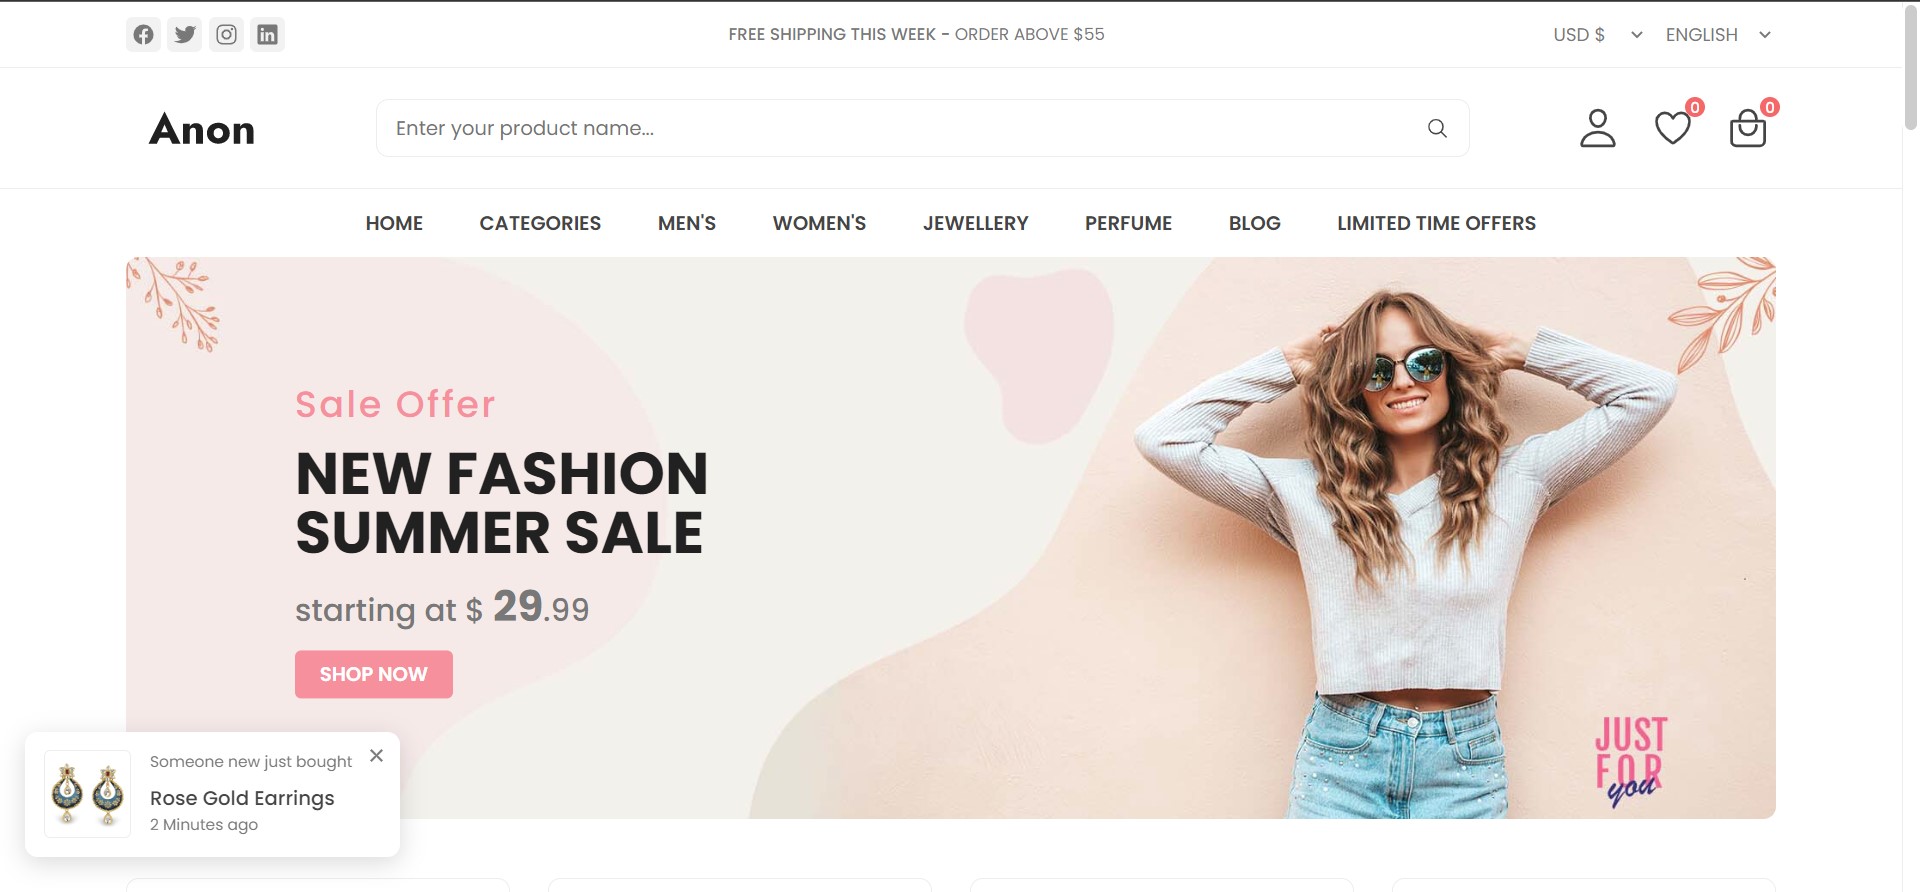 FREE SHIPPING THIS WEEK - ORDER ABOVE $55
USD $
ENGLISH
Anon
Enter your product name...
0
0
HOME
CATEGORIES
MEN'S
WOMEN'S
JEWELLERY
PERFUME
BLOG
LIMITED TIME OFFERS
Sale Offer
NEW FASHION
SUMMER SALE
starting at $ 29.99
SHOP NOW
JUST
FOR
you
Someone new just bought
Rose Gold Earrings
2 Minutes ago